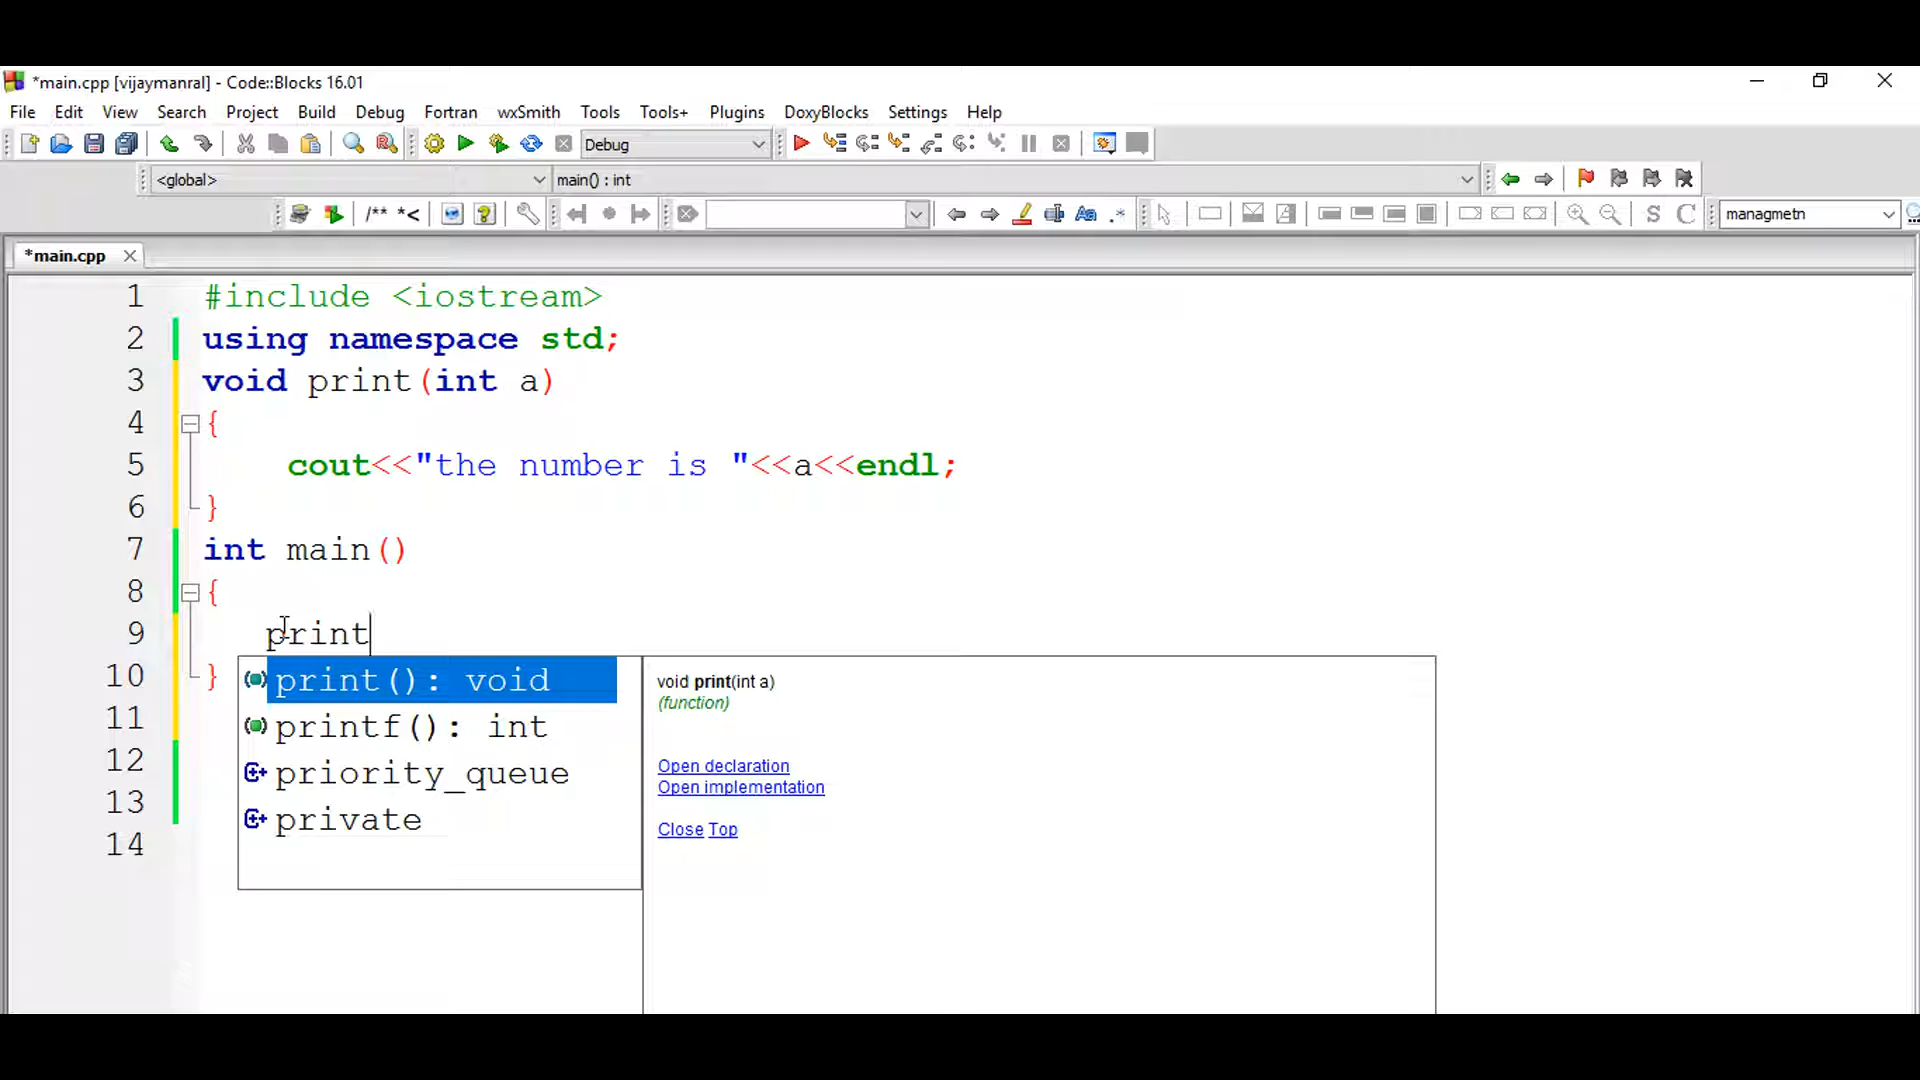 *main.cpp [vijaymanral] - Code::Blocks 16.01
File Edit View Search Project Build Debug Fortran wxSmith Tools Tools+ Plugins DoxyBlocks Settings Help
Debug
<global> main() : int
/** *< Aa .* S C managmetn
*main.cpp
1 #include <iostream>
2 using namespace std;
3 void print(int a)
4 {
5 cout<<"the number is "<<a<<endl;
6 }
7 int main()
8 {
9 print
10 }
11
12
13
14
print(): void
printf(): int
priority_queue
private
void print(int a)
(function)
Open declaration
Open implementation
Close Top